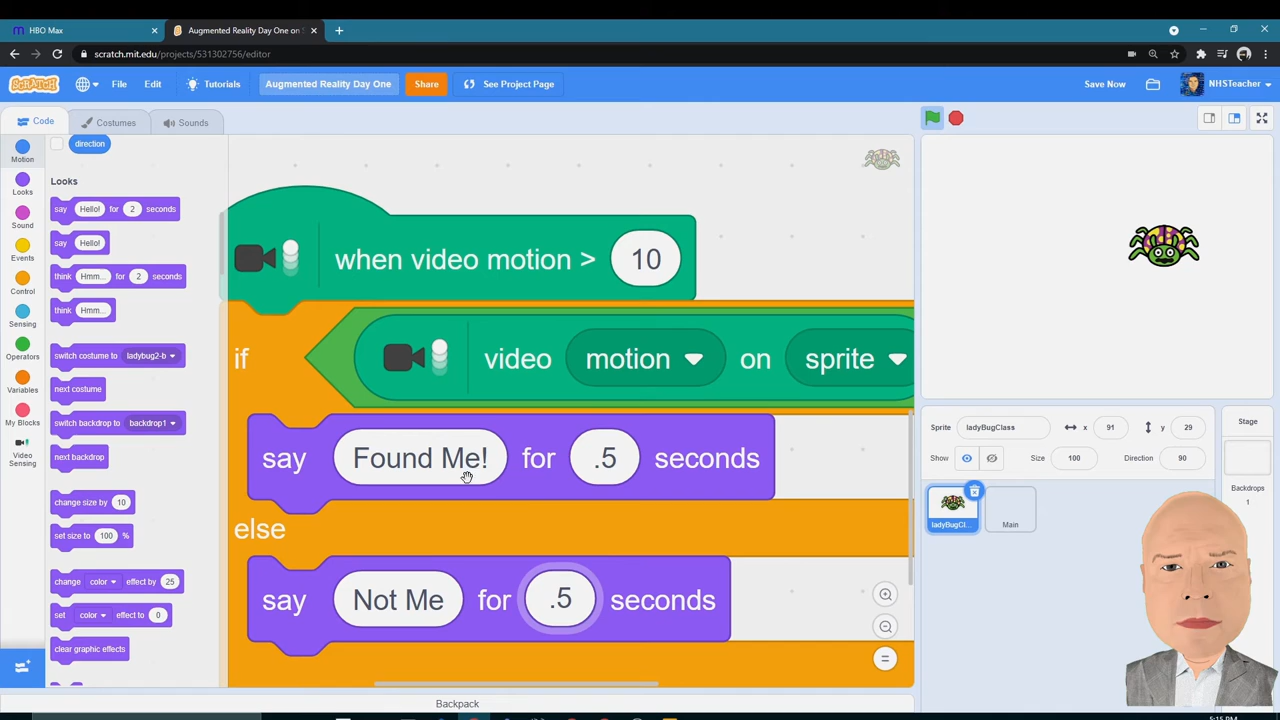 HBO Max
Augmented Reality Day One on S
scratch.mit.edu/projects/531302756/editor
SCRATCH
File
Edit
Tutorials
Augmented Reality Day One
Share
See Project Page
Save Now
NHSTeacher
Code
Costumes
Sounds
Motion
Looks
Sound
Events
Control
Sensing
Operators
Variables
My Blocks
Video
Sensing
direction
Looks
say Hello! for 2 seconds
say Hello!
think Hmm... for 2 seconds
think Hmm...
switch costume to ladybug2-b
next costume
switch backdrop to backdrop1
next backdrop
change size by 10
set size to 100 %
change color effect by 25
set color effect to 0
clear graphic effects
when video motion > 10
if video motion on sprite
say Found Me! for .5 seconds
else
say Not Me for .5 seconds
Backpack
Sprite ladyBugClass x 91 y 29
Show Size 100 Direction 90
ladyBugCl...
Main
Stage
Backdrops
1
5:15 PM